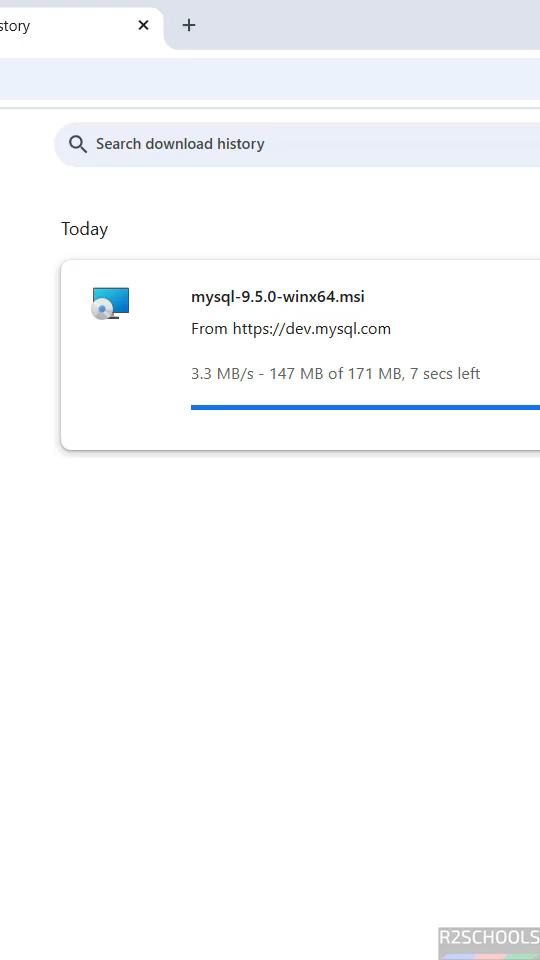 story
Search download history
Today
mysql-9.5.0-winx64.msi
From https://dev.mysql.com
3.3 MB/s - 147 MB of 171 MB, 7 secs left
R2SCHOOLS